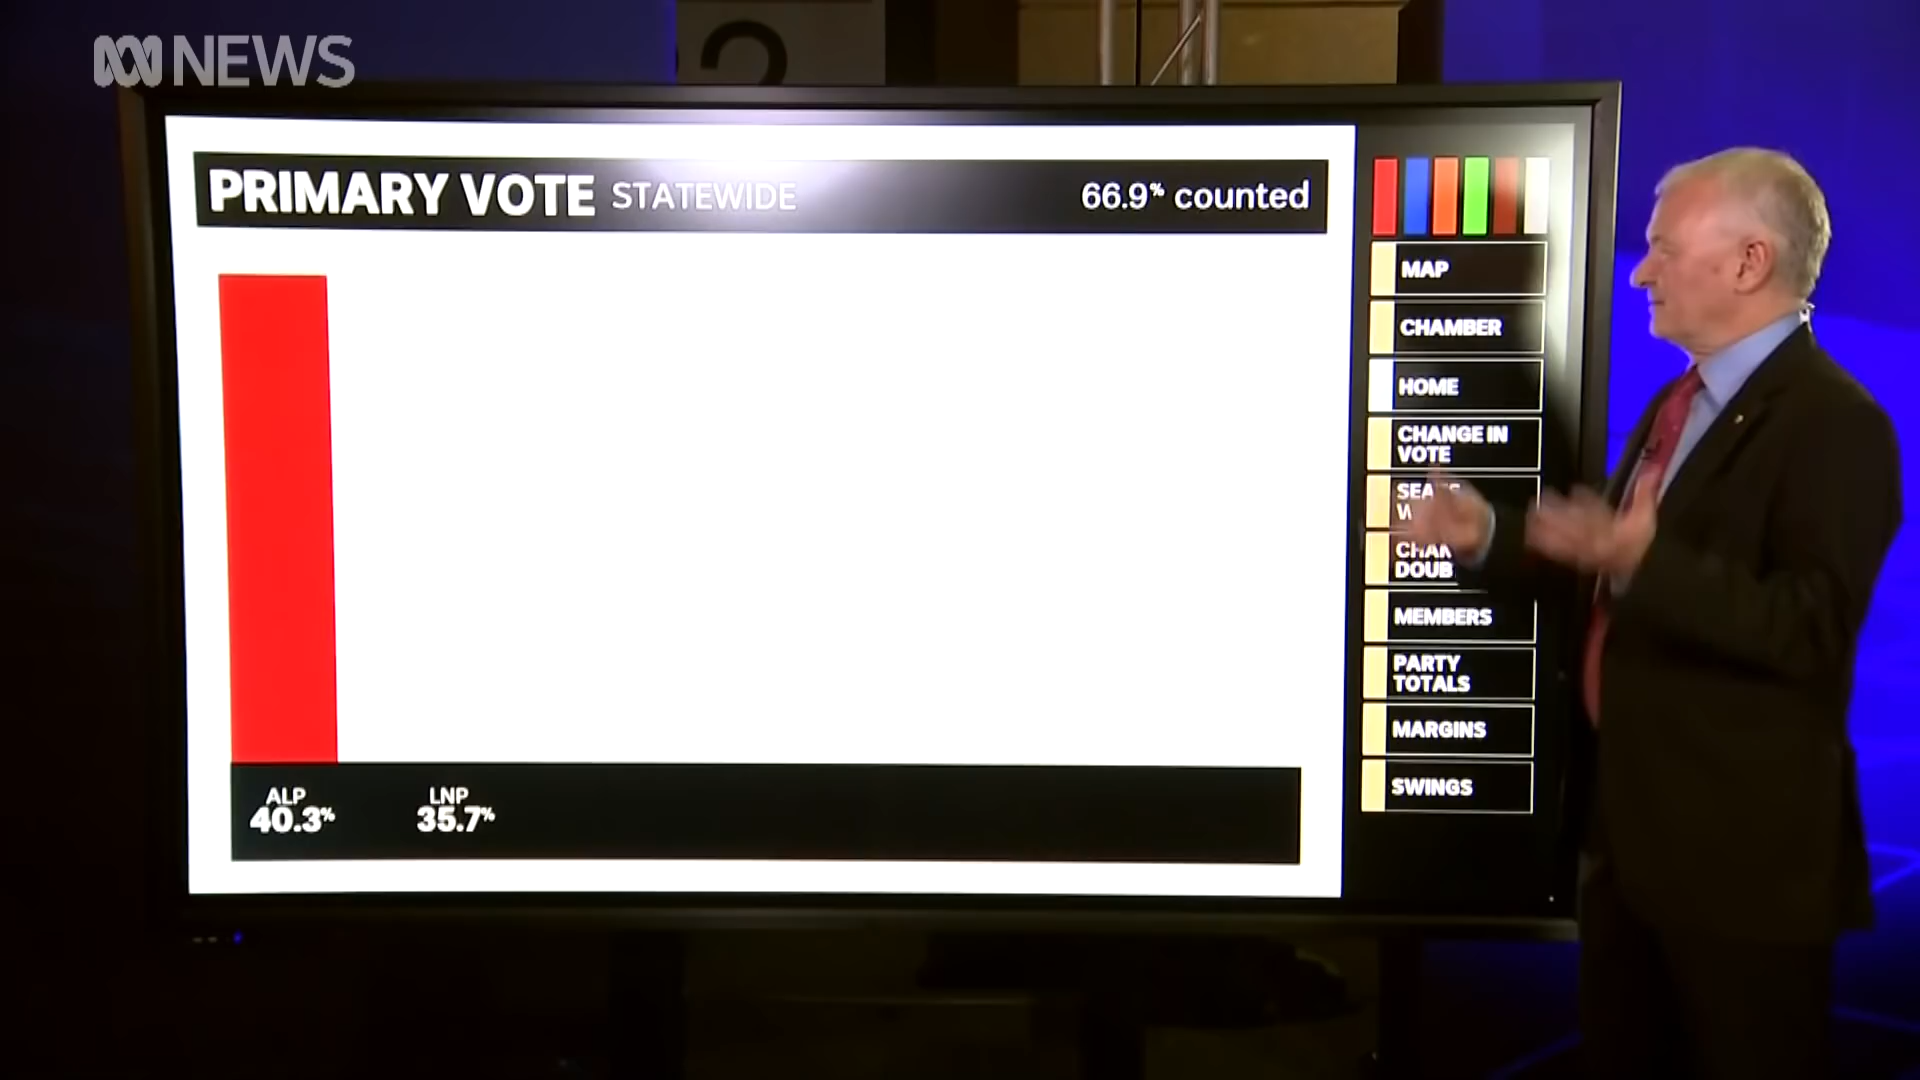 NEWS
2
PRIMARY VOTE STATEWIDE 66.9% counted
MAP
CHAMBER
HOME
CHANGE IN
VOTE
MEMBERS
PARTY
TOTALS
MARGINS
SWINGS
ALP
40.3%
LNP
35.7%